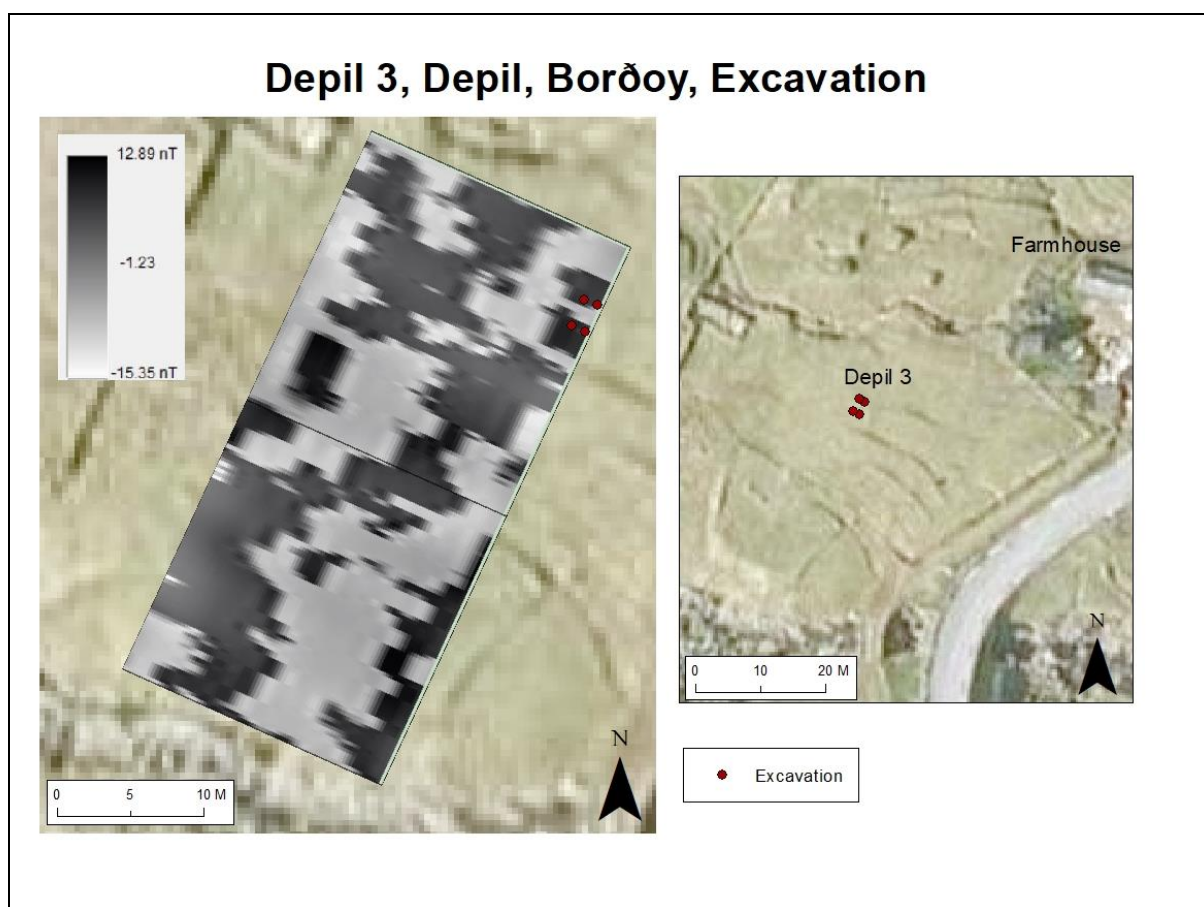 Depil 3, Depil, Borðoy, Excavation
12.89 nT
-1.23
-15.35 nT
N
0 5 10 M
Farmhouse
Depil 3
N
0 10 20 M
Excavation